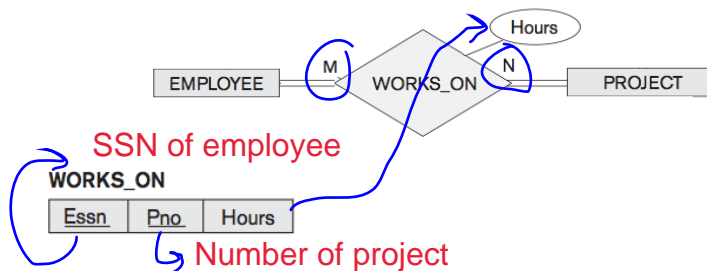 Hours
M
N
EMPLOYEE
WORKS_ON
PROJECT
SSN of employee
WORKS_ON
Essn Pno Hours
Number of project